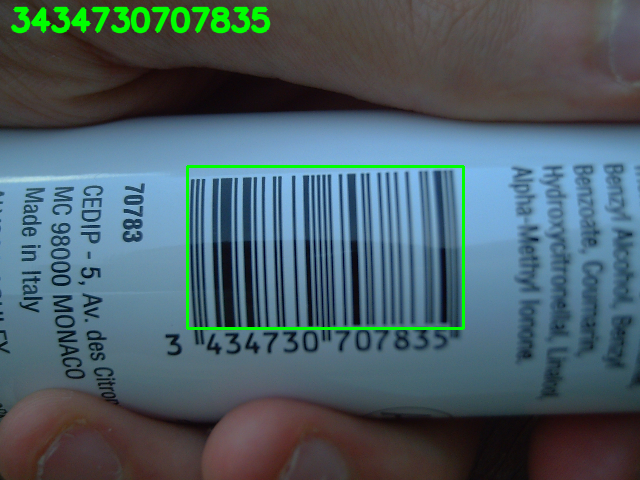 3434730707835
70783
CEDIP - 5, Av. des Citron
MC 98000 MONACO
Made in Italy
3 434730 707835
Benzyl Alcohol, Benzyl
Benzoate, Coumarin,
Hydroxycitronellal, Linalool,
Alpha-Methyl Ionone.